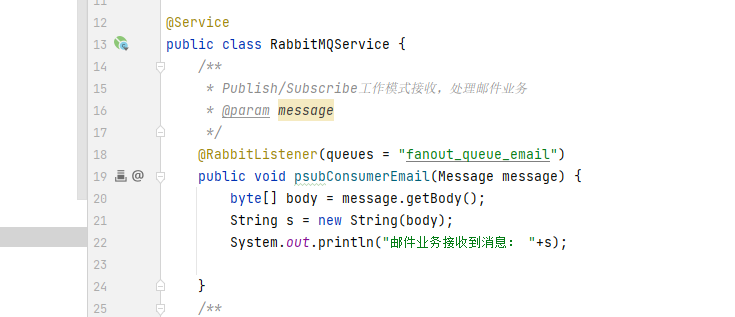 11
12 @Service
13 public class RabbitMQService {
14 /**
15 * Publish/Subscribe工作模式接收，处理邮件业务
16 * @param message
17 */
18 @RabbitListener(queues = "fanout_queue_email")
19 @ public void psubConsumerEmail(Message message) {
20 byte[] body = message.getBody();
21 String s = new String(body);
22 System.out.println("邮件业务接收到消息： "+s);
23
24 }
25 /**